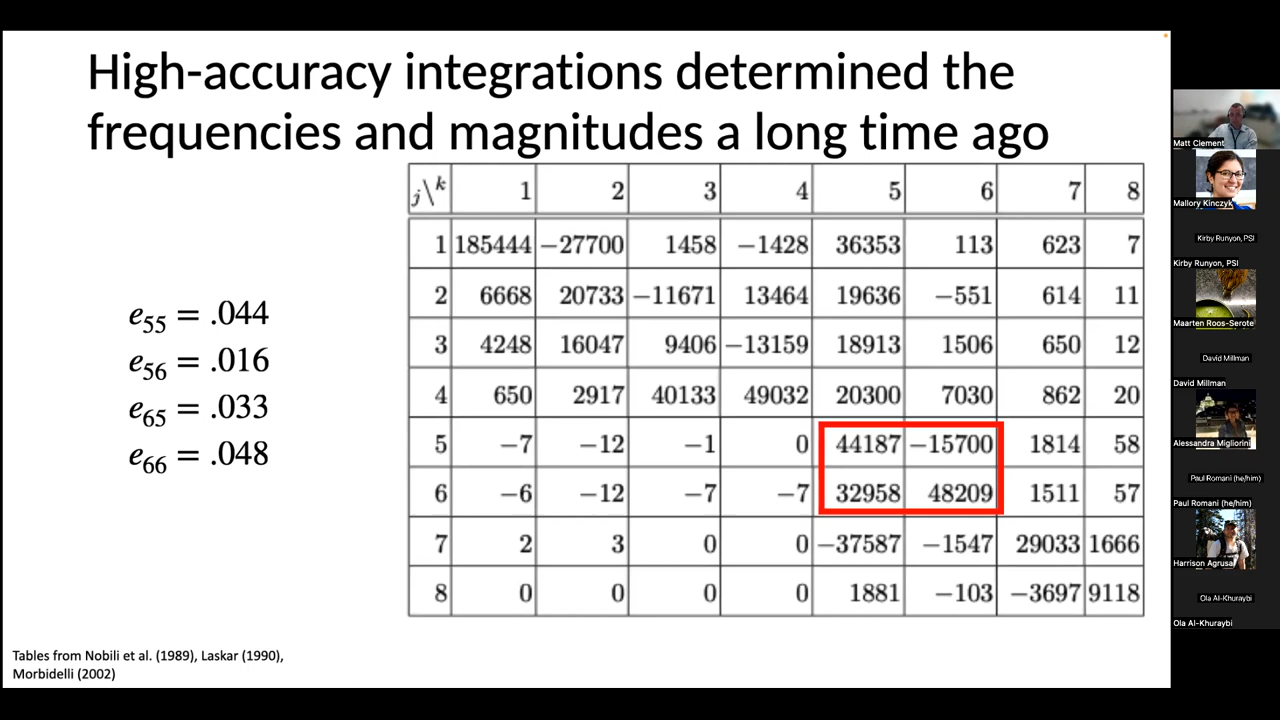 High-accuracy integrations determined the
frequencies and magnitudes a long time ago
j\k 1 2 3 4 5 6 7 8
1 185444 −27700 1458 −1428 36353 113 623 7
2 6668 20733 −11671 13464 19636 −551 614 11
3 4248 16047 9406 −13159 18913 1506 650 12
4 650 2917 40133 49032 20300 7030 862 20
5 −7 −12 −1 0 44187 −15700 1814 58
6 −6 −12 −7 −7 32958 48209 1511 57
7 2 3 0 0 −37587 −1547 29033 1666
8 0 0 0 0 1881 −103 −3697 9118
e55 = .044
e56 = .016
e65 = .033
e66 = .048
Tables from Nobili et al. (1989), Laskar (1990),
Morbidelli (2002)
Matt Clement
Mallory Kinczyk
Kirby Runyon, PSI
Kirby Runyon, PSI
Maarten Roos-Serote
David Millman
David Millman
Alessandra Migliorini
Paul Romani (he/him)
Paul Romani (he/him)
Harrison Agrusa
Ola Al-Khuraybi
Ola Al-Khuraybi